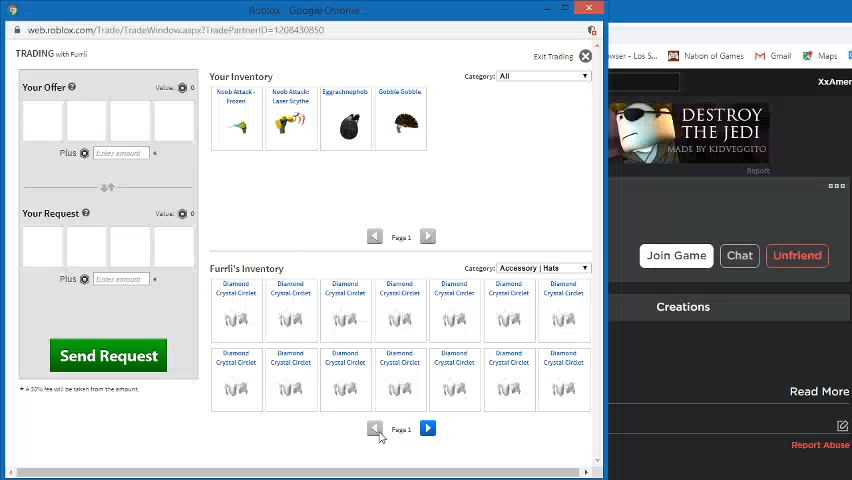 Roblox - Google Chrome
web.roblox.com/Trade/TradeWindow.aspx?TradePartnerID=1208430850
TRADING with Furrli
Exit Trading
Your Offer ?
Value: 0
Plus Enter amount *
Your Request ?
Value: 0
Plus Enter amount *
Send Request
* A 30% fee will be taken from the amount.
Your Inventory
Category: All
Noob Attack - Frozen
Noob Attack: Laser Scythe
Eggrachnophob
Gobble Gobble
Page 1
Furrli's Inventory
Category: Accessory | Hats
Diamond Crystal Circlet
Diamond Crystal Circlet
Diamond Crystal Circlet
Diamond Crystal Circlet
Diamond Crystal Circlet
Diamond Crystal Circlet
Diamond Crystal Circlet
Diamond Crystal Circlet
Diamond Crystal Circlet
Diamond Crystal Circlet
Diamond Crystal Circlet
Diamond Crystal Circlet
Diamond Crystal Circlet
Diamond Crystal Circlet
Page 1
owser - Los S...
Nation of Games
Gmail
Maps
XxAmer
DESTROY
THE JEDI
MADE BY KIDVEGGITO
Report
Join Game
Chat
Unfriend
Creations
Read More
Report Abuse